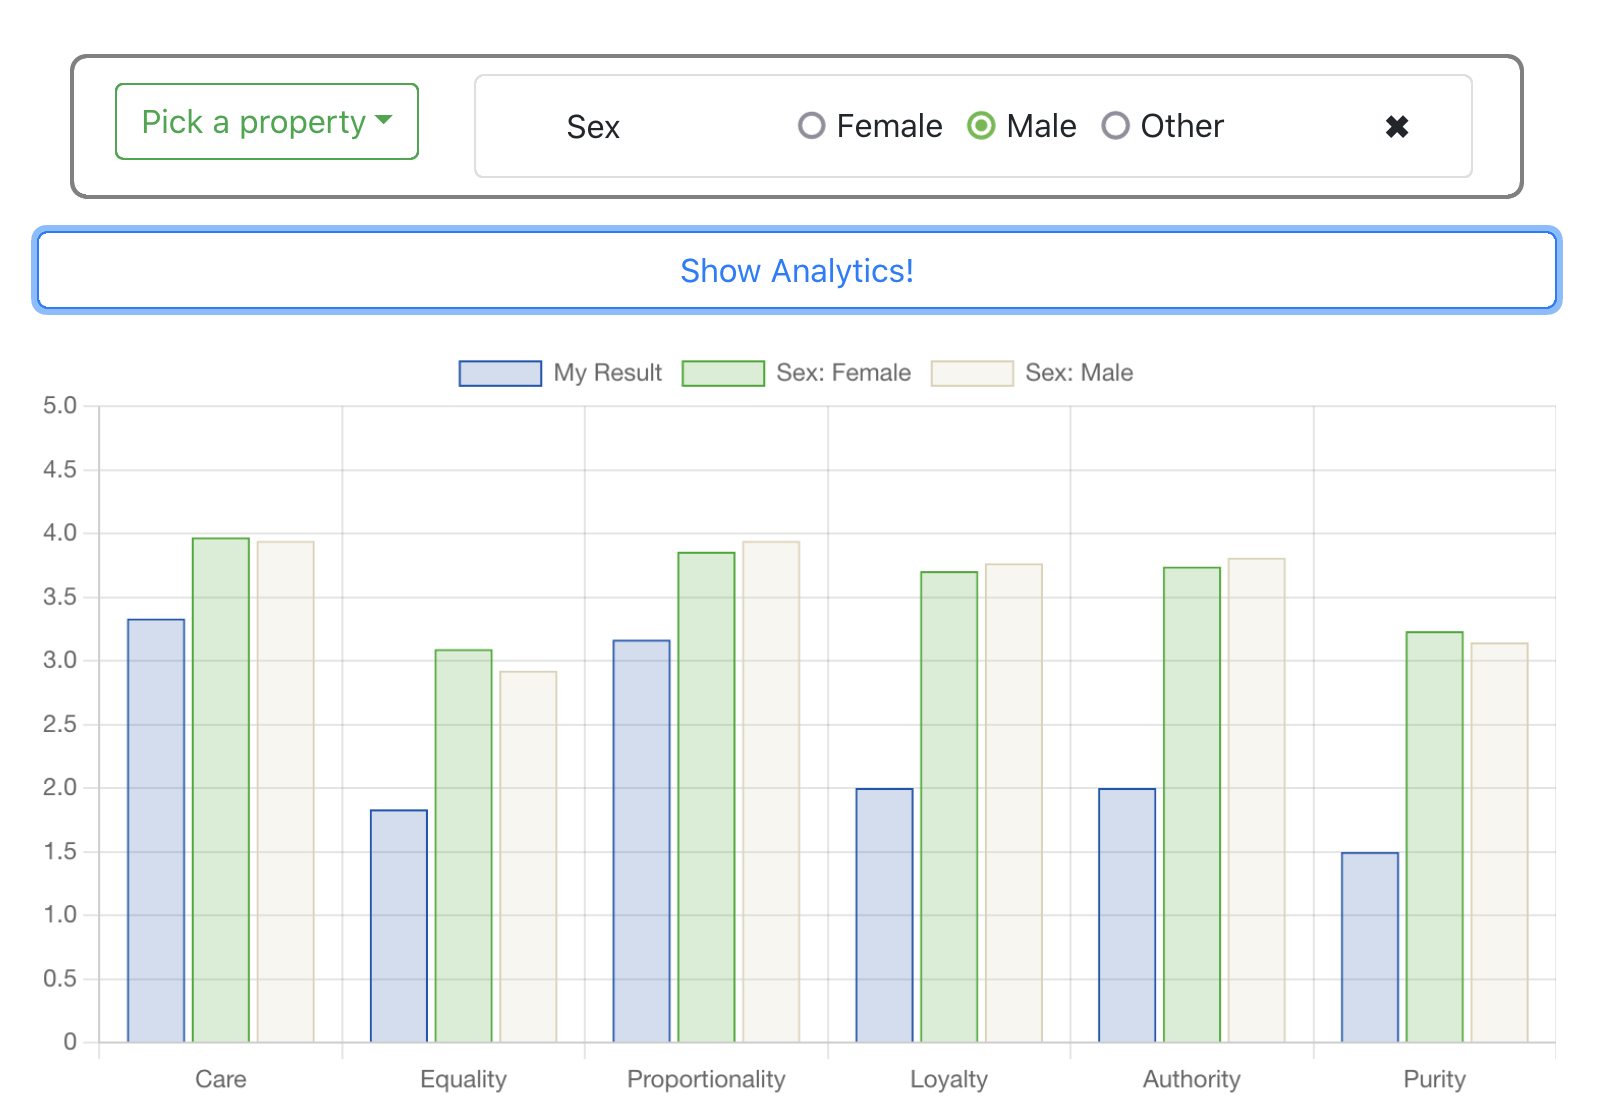 Pick a property
Sex Female Male Other ✖
Show Analytics!
My Result Sex: Female Sex: Male
5.0
4.5
4.0
3.5
3.0
2.5
2.0
1.5
1.0
0.5
0
Care Equality Proportionality Loyalty Authority Purity